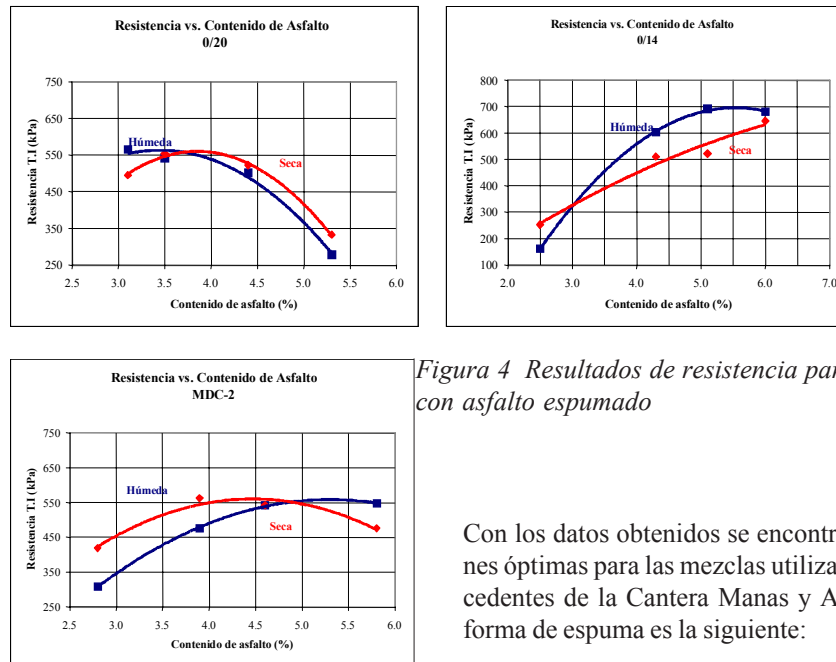 Resistencia vs. Contenido de Asfalto
0/20
Resistencia T.I (kPa)
750
650
550
450
350
250
Húmeda
Seca
2.5 3.0 3.5 4.0 4.5 5.0 5.5 6.0
Contenido de asfalto (%)
Resistencia vs. Contenido de Asfalto
0/14
Resistencia T.I (kPa)
800
700
600
500
400
300
200
100
Húmeda
Seca
2.0 3.0 4.0 5.0 6.0 7.0
Contenido de asfalto (%)
Resistencia vs. Contenido de Asfalto
MDC-2
Resistencia T.I (kPa)
750
650
550
450
350
250
Húmeda
Seca
2.5 3.0 3.5 4.0 4.5 5.0 5.5 6.0
Contenido de asfalto (%)
Figura 4 Resultados de resistencia
con asfalto espumado
Con los datos obtenidos se
nes óptimas para las mezclas
cedentes de la Cantera Manas y
forma de espuma es la siguiente: